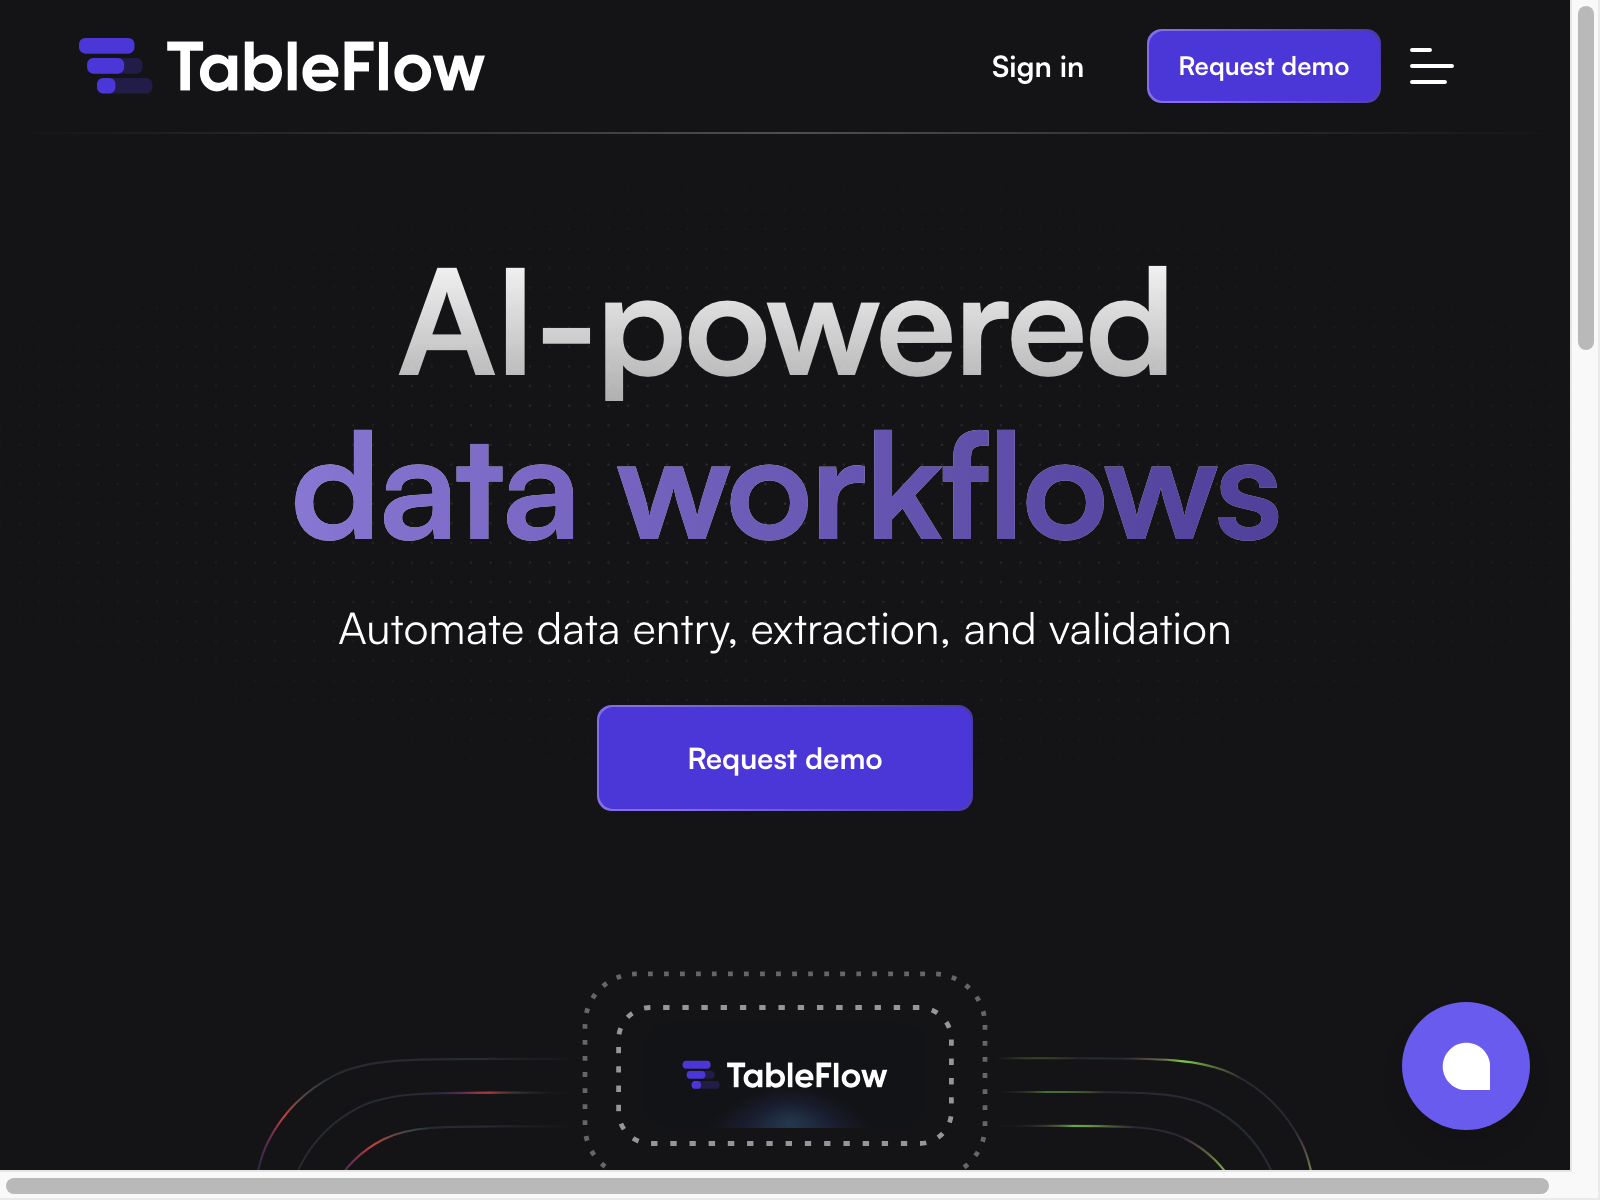 TableFlow
Sign in
Request demo
AI-powered
data workflows
Automate data entry, extraction, and validation
Request demo
TableFlow